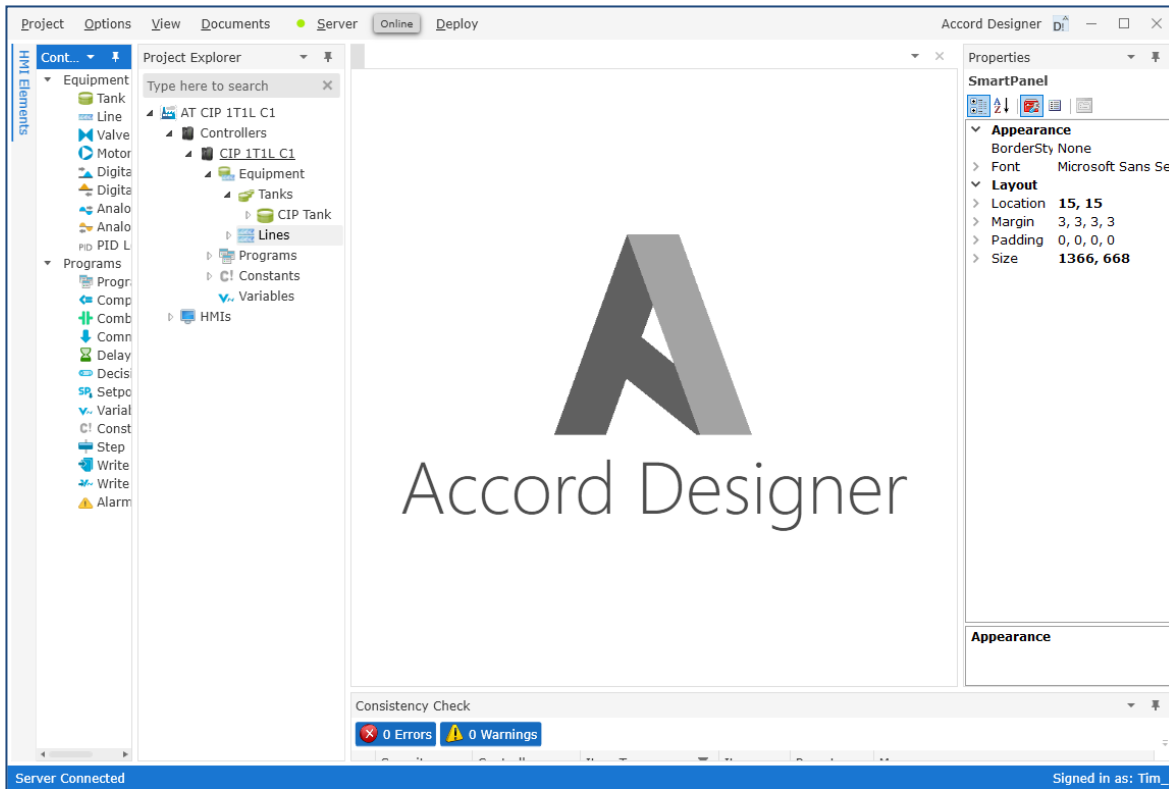 Project Options View Documents Server Online Deploy Accord Designer
HMI Elements
Cont...
Equipment
Tank
Line
Valve
Motor
Digita
Digita
Analo
Analo
PID PID L
Programs
Progr
Comp
Comb
Comn
Delay
Decis
SP, Setpo
Varial
C! Const
Step
Write
Write
Alarm
Project Explorer
Type here to search
AT CIP 1T1L C1
Controllers
CIP 1T1L C1
Equipment
Tanks
CIP Tank
Lines
Programs
C! Constants
Variables
HMIs
Accord Designer
Properties
SmartPanel
Appearance
BorderSty None
Font Microsoft Sans Se
Layout
Location 15, 15
Margin 3, 3, 3, 3
Padding 0, 0, 0, 0
Size 1366, 668
Appearance
Consistency Check
0 Errors 0 Warnings
Server Connected Signed in as: Tim_